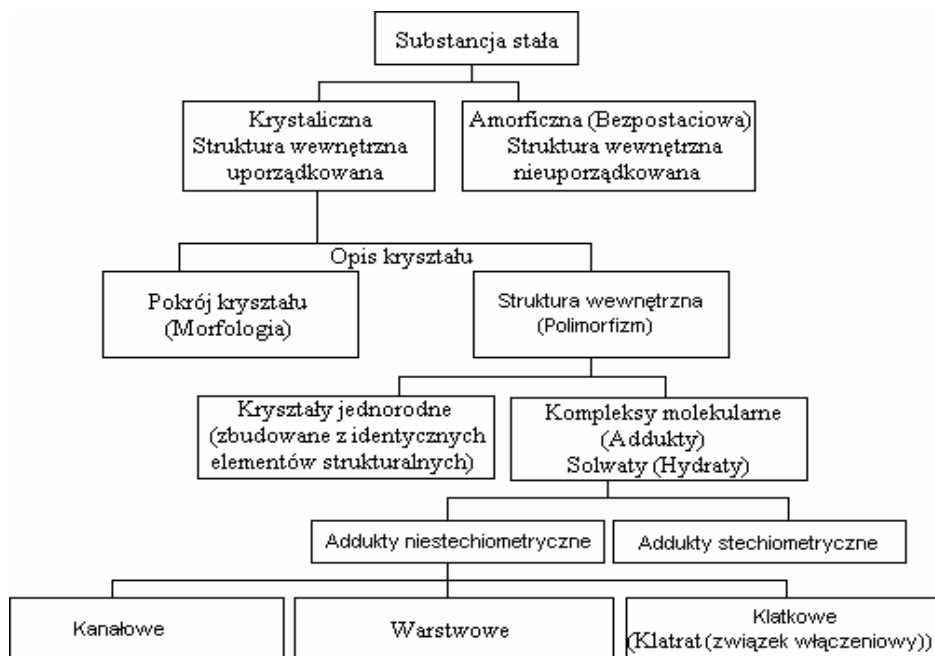 Substancja stała
Krystaliczna
Struktura wewnętrzna
uporządkowana
Amorficzna (Bezpostaciowa)
Struktura wewnętrzna
nieuporządkowana
Opis kryształu
Pokrój kryształu
(Morfologia)
Struktura wewnętrzna
(Polimorfizm)
Kryształy jednorodne
(zbudowane z identycznych
elementów strukturalnych)
Kompleksy molekularne
(Addukty)
Solwaty (Hydraty)
Addukty niestechiometryczne
Addukty stechiometryczne
Kanałowe
Warstwowe
Klatkowe
(Klatrat (związek włączeniowy))